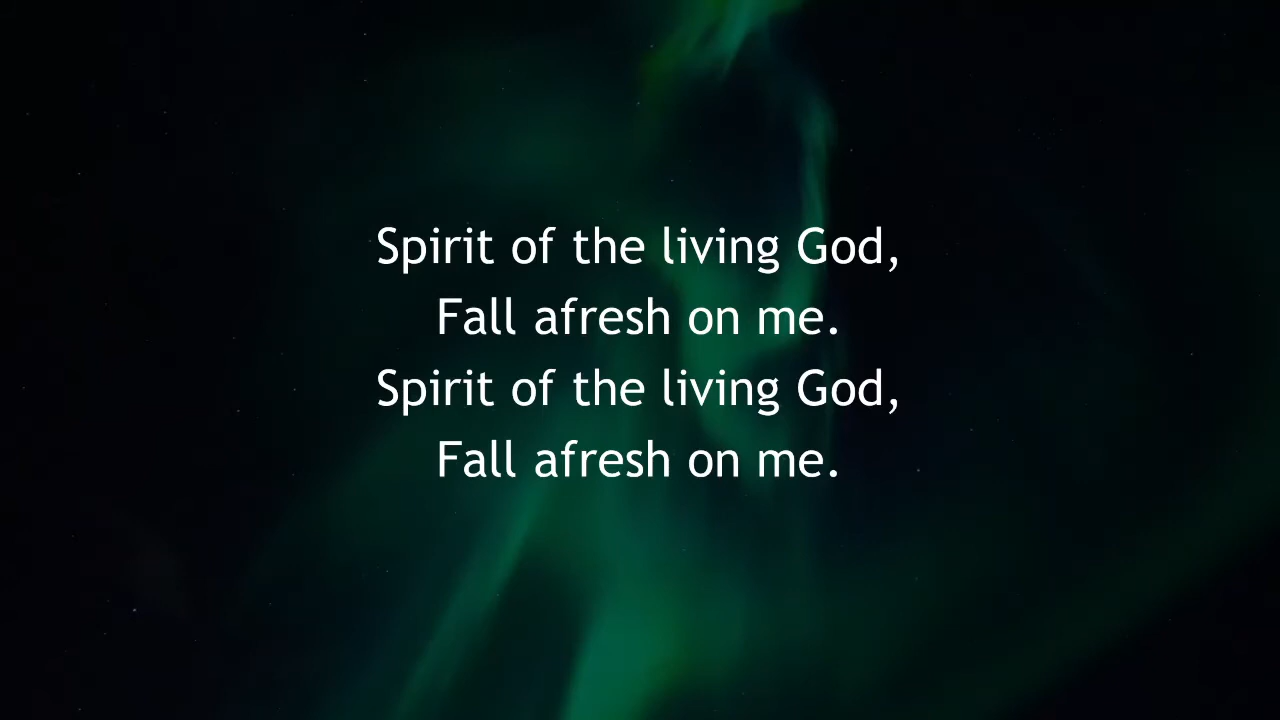 Spirit of the living God,
Fall afresh on me.
Spirit of the living God,
Fall afresh on me.